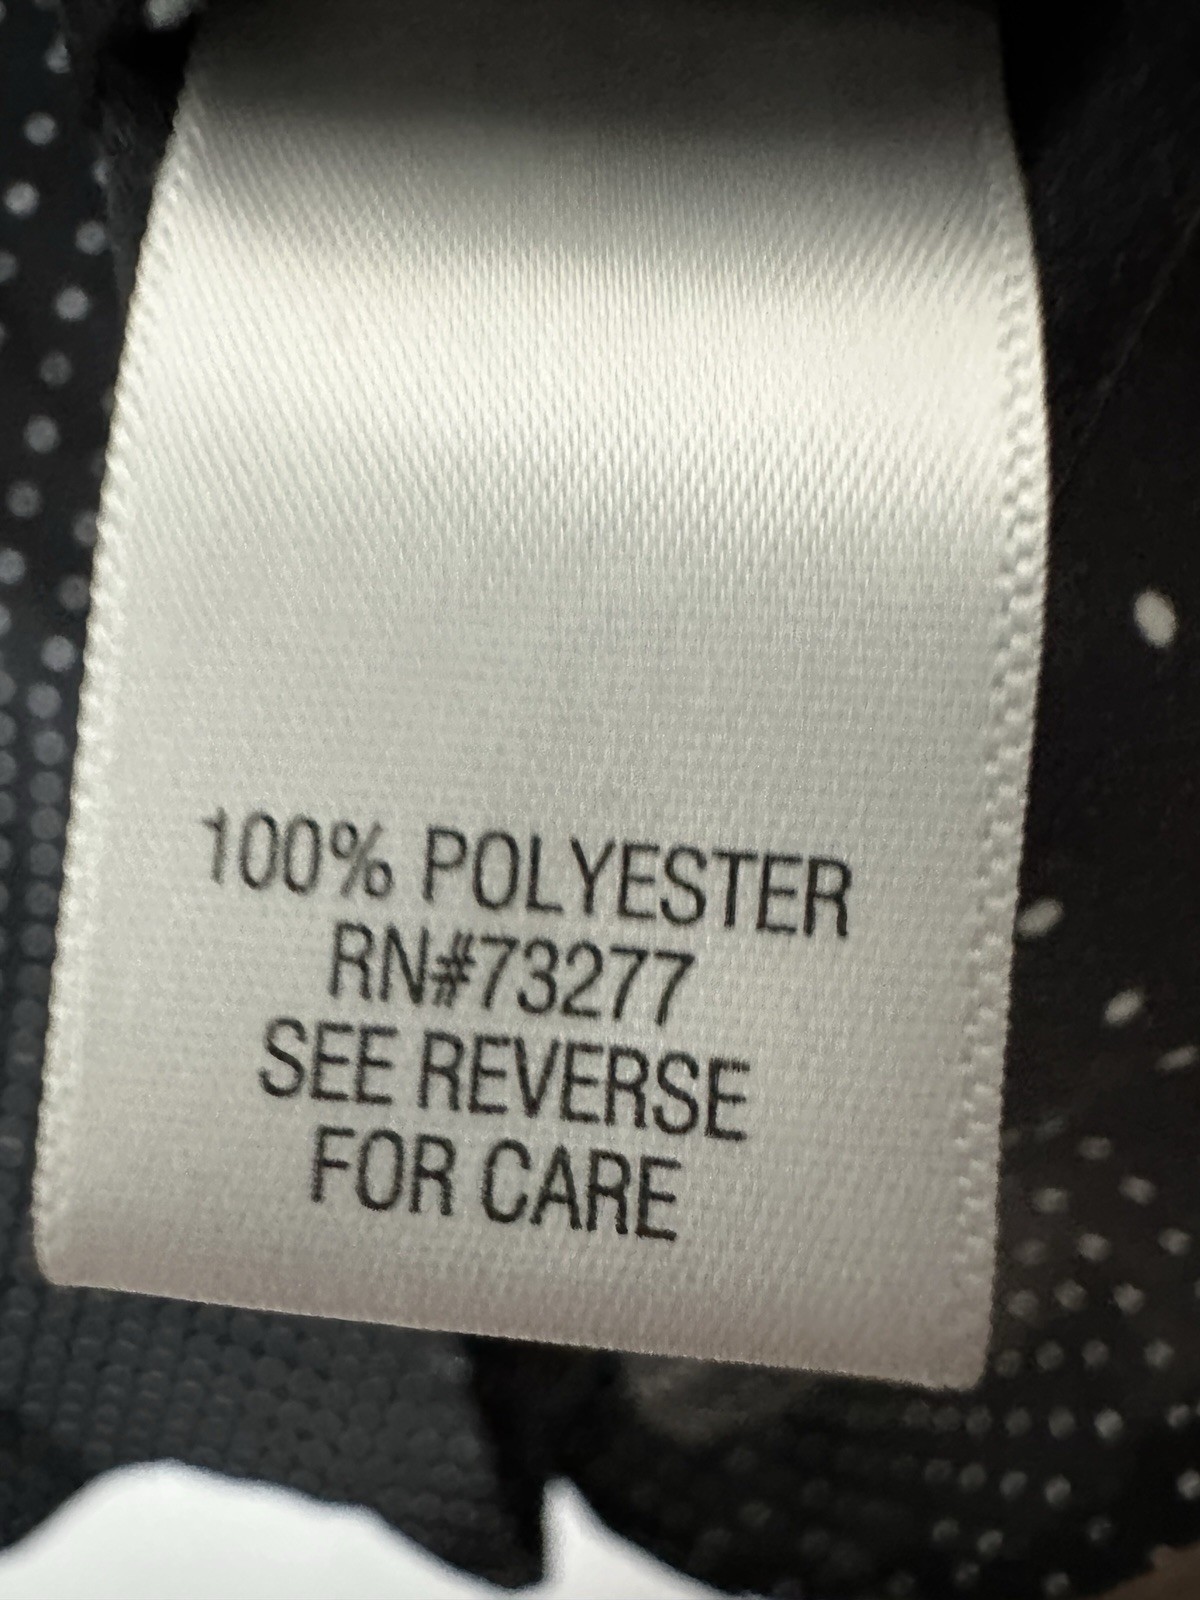 100% POLYESTER
RN#73277
SEE REVERSE
FOR CARE